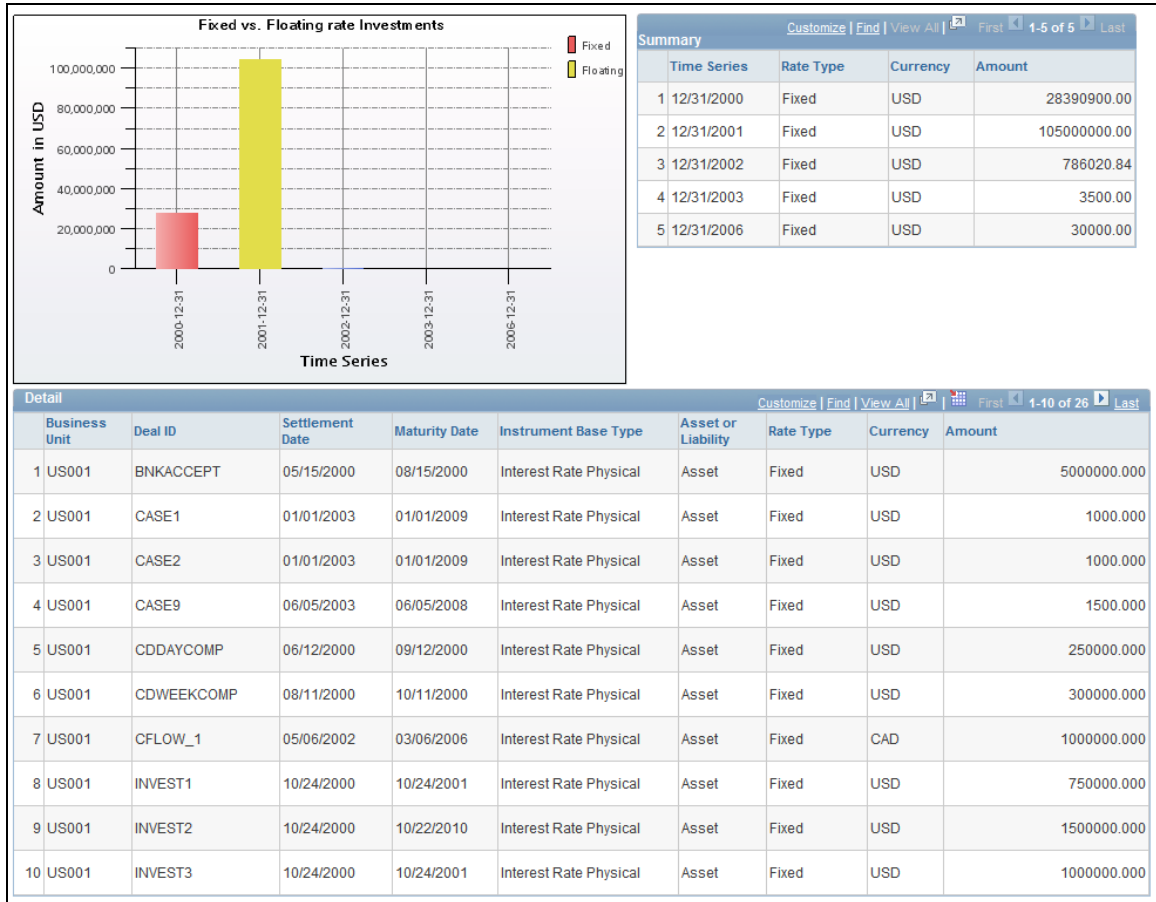 Fixed vs. Floating rate Investments
Fixed
Floating
Amount in USD
100,000,000
80,000,000
60,000,000
40,000,000
20,000,000
0
2000-12-31
2001-12-31
2002-12-31
2003-12-31
2006-12-31
Time Series
Summary
Customize | Find | View All | First 1-5 of 5 Last
Time Series Rate Type Currency Amount
1 12/31/2000 Fixed USD 28390900.00
2 12/31/2001 Fixed USD 105000000.00
3 12/31/2002 Fixed USD 786020.84
4 12/31/2003 Fixed USD 3500.00
5 12/31/2006 Fixed USD 30000.00
Detail
Customize | Find | View All | | First 1-10 of 26 Last
Business Unit Deal ID Settlement Date Maturity Date Instrument Base Type Asset or Liability Rate Type Currency Amount
1 US001 BNKACCEPT 05/15/2000 08/15/2000 Interest Rate Physical Asset Fixed USD 5000000.000
2 US001 CASE1 01/01/2003 01/01/2009 Interest Rate Physical Asset Fixed USD 1000.000
3 US001 CASE2 01/01/2003 01/01/2009 Interest Rate Physical Asset Fixed USD 1000.000
4 US001 CASE9 06/05/2003 06/05/2008 Interest Rate Physical Asset Fixed USD 1500.000
5 US001 CDDAYCOMP 06/12/2000 09/12/2000 Interest Rate Physical Asset Fixed USD 250000.000
6 US001 CDWEEKCOMP 08/11/2000 10/11/2000 Interest Rate Physical Asset Fixed USD 300000.000
7 US001 CFLOW_1 05/06/2002 03/06/2006 Interest Rate Physical Asset Fixed CAD 1000000.000
8 US001 INVEST1 10/24/2000 10/24/2001 Interest Rate Physical Asset Fixed USD 750000.000
9 US001 INVEST2 10/24/2000 10/22/2010 Interest Rate Physical Asset Fixed USD 1500000.000
10 US001 INVEST3 10/24/2000 10/24/2001 Interest Rate Physical Asset Fixed USD 1000000.000